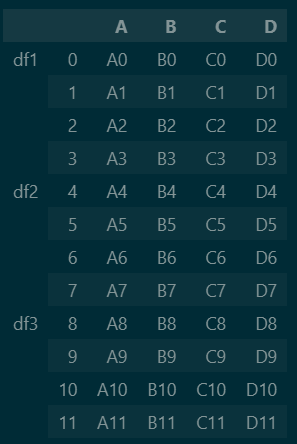 A B C D
df1 0 A0 B0 C0 D0
1 A1 B1 C1 D1
2 A2 B2 C2 D2
3 A3 B3 C3 D3
df2 4 A4 B4 C4 D4
5 A5 B5 C5 D5
6 A6 B6 C6 D6
7 A7 B7 C7 D7
df3 8 A8 B8 C8 D8
9 A9 B9 C9 D9
10 A10 B10 C10 D10
11 A11 B11 C11 D11